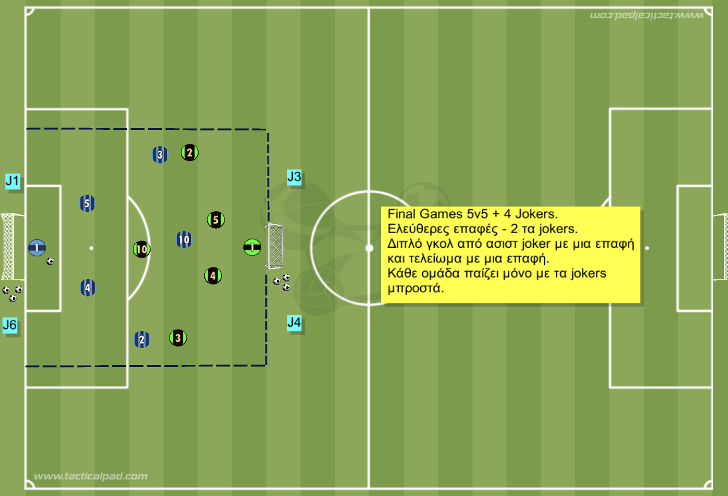 www.tacticalpad.com
3
2
J1
J3
5
5
10
10
1
1
4
4
J6
J4
2
3
Final Games 5v5 + 4 Jokers.
Ελεύθερες επαφές - 2 τα jokers.
Διπλό γκολ από ασιστ joker με μια επαφή
και τελείωμα με μια επαφή.
Κάθε ομάδα παίζει μόνο με τα jokers
μπροστά.
www.tacticalpad.com